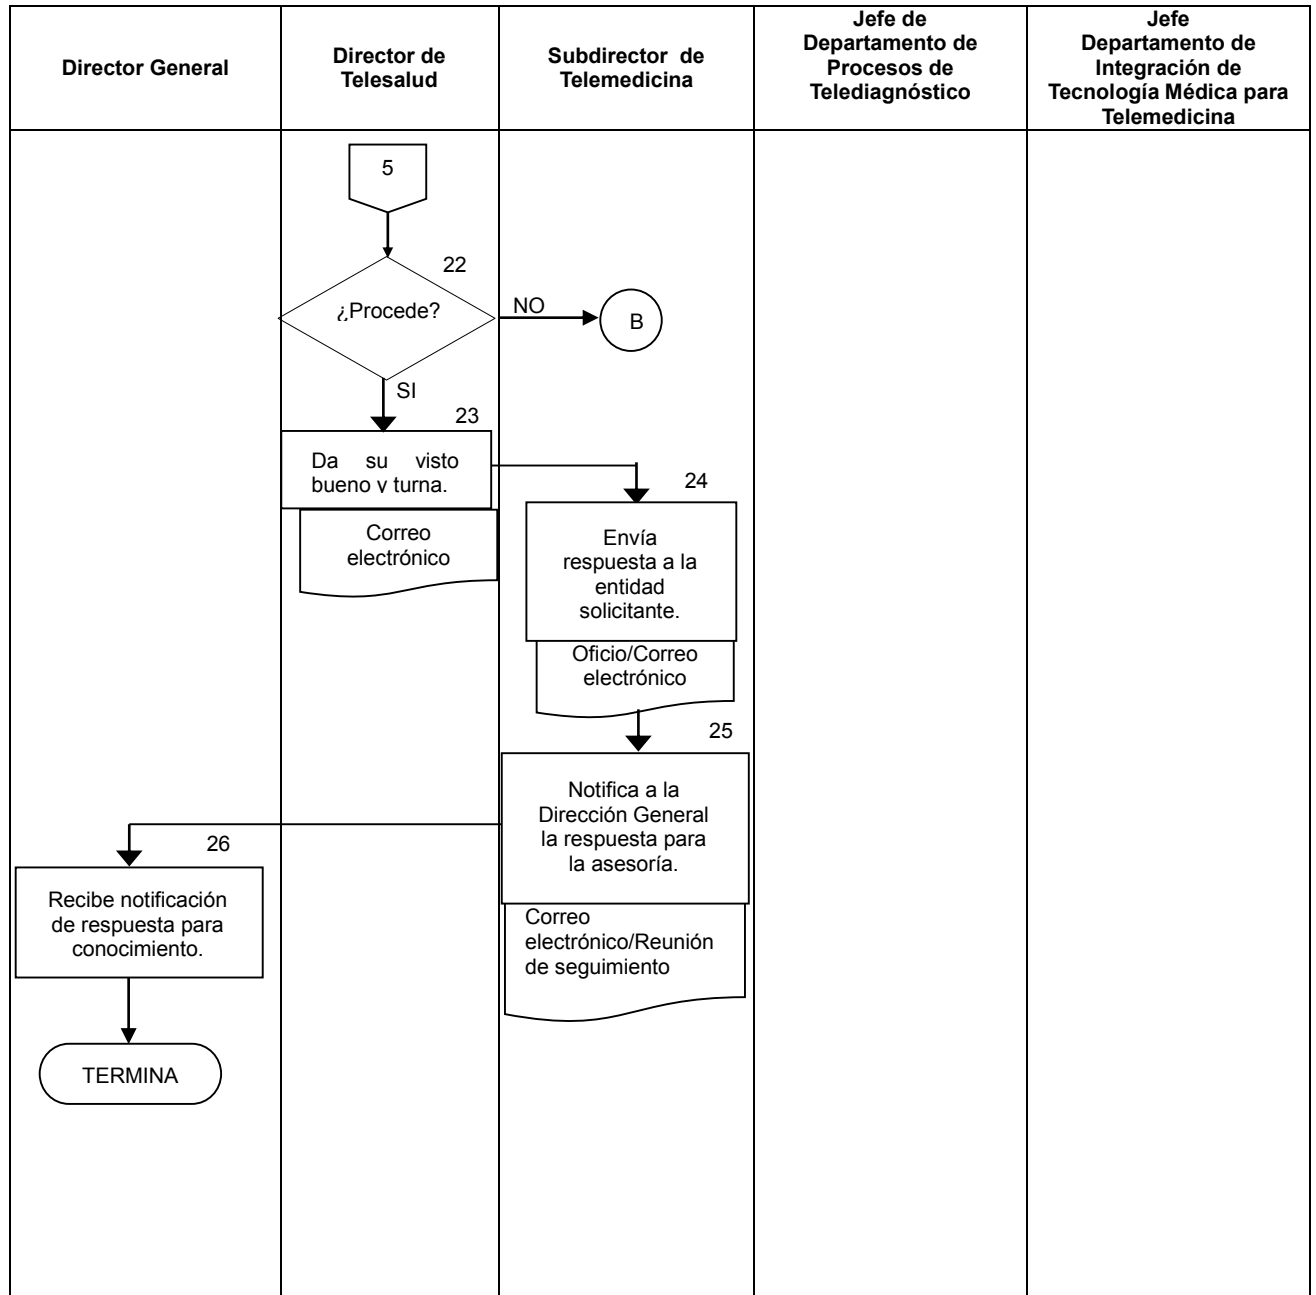 Director General
Director de
Telesalud
Subdirector de
Telemedicina
Jefe de
Departamento de
Procesos de
Telediagnóstico
Jefe
Departamento de
Integración de
Tecnología Médica para
Telemedicina
5
22
¿Procede?
NO
B
SI
23
Da su visto
bueno y turna.
Correo
electrónico
24
Envía
respuesta a la
entidad
solicitante.
Oficio/Correo
electrónico
25
Notifica a la
Dirección General
la respuesta para
la asesoría.
Correo
electrónico/Reunión
de seguimiento
26
Recibe notificación
de respuesta para
conocimiento.
TERMINA